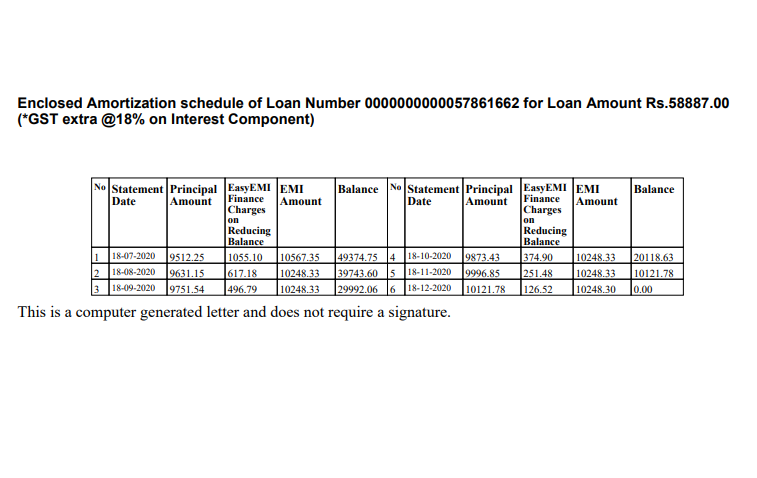 Enclosed Amortization schedule of Loan Number 0000000000057861662 for Loan Amount Rs.58887.00
(*GST extra @18% on Interest Component)
No Statement Date Principal Amount EasyEMI Finance Charges on Reducing Balance EMI Amount Balance No Statement Date Principal Amount EasyEMI Finance Charges on Reducing Balance EMI Amount Balance
1 18-07-2020 9512.25 1055.10 10567.35 49374.75 4 18-10-2020 9873.43 374.90 10248.33 20118.63
2 18-08-2020 9631.15 617.18 10248.33 39743.60 5 18-11-2020 9996.85 251.48 10248.33 10121.78
3 18-09-2020 9751.54 496.79 10248.33 29992.06 6 18-12-2020 10121.78 126.52 10248.30 0.00
This is a computer generated letter and does not require a signature.